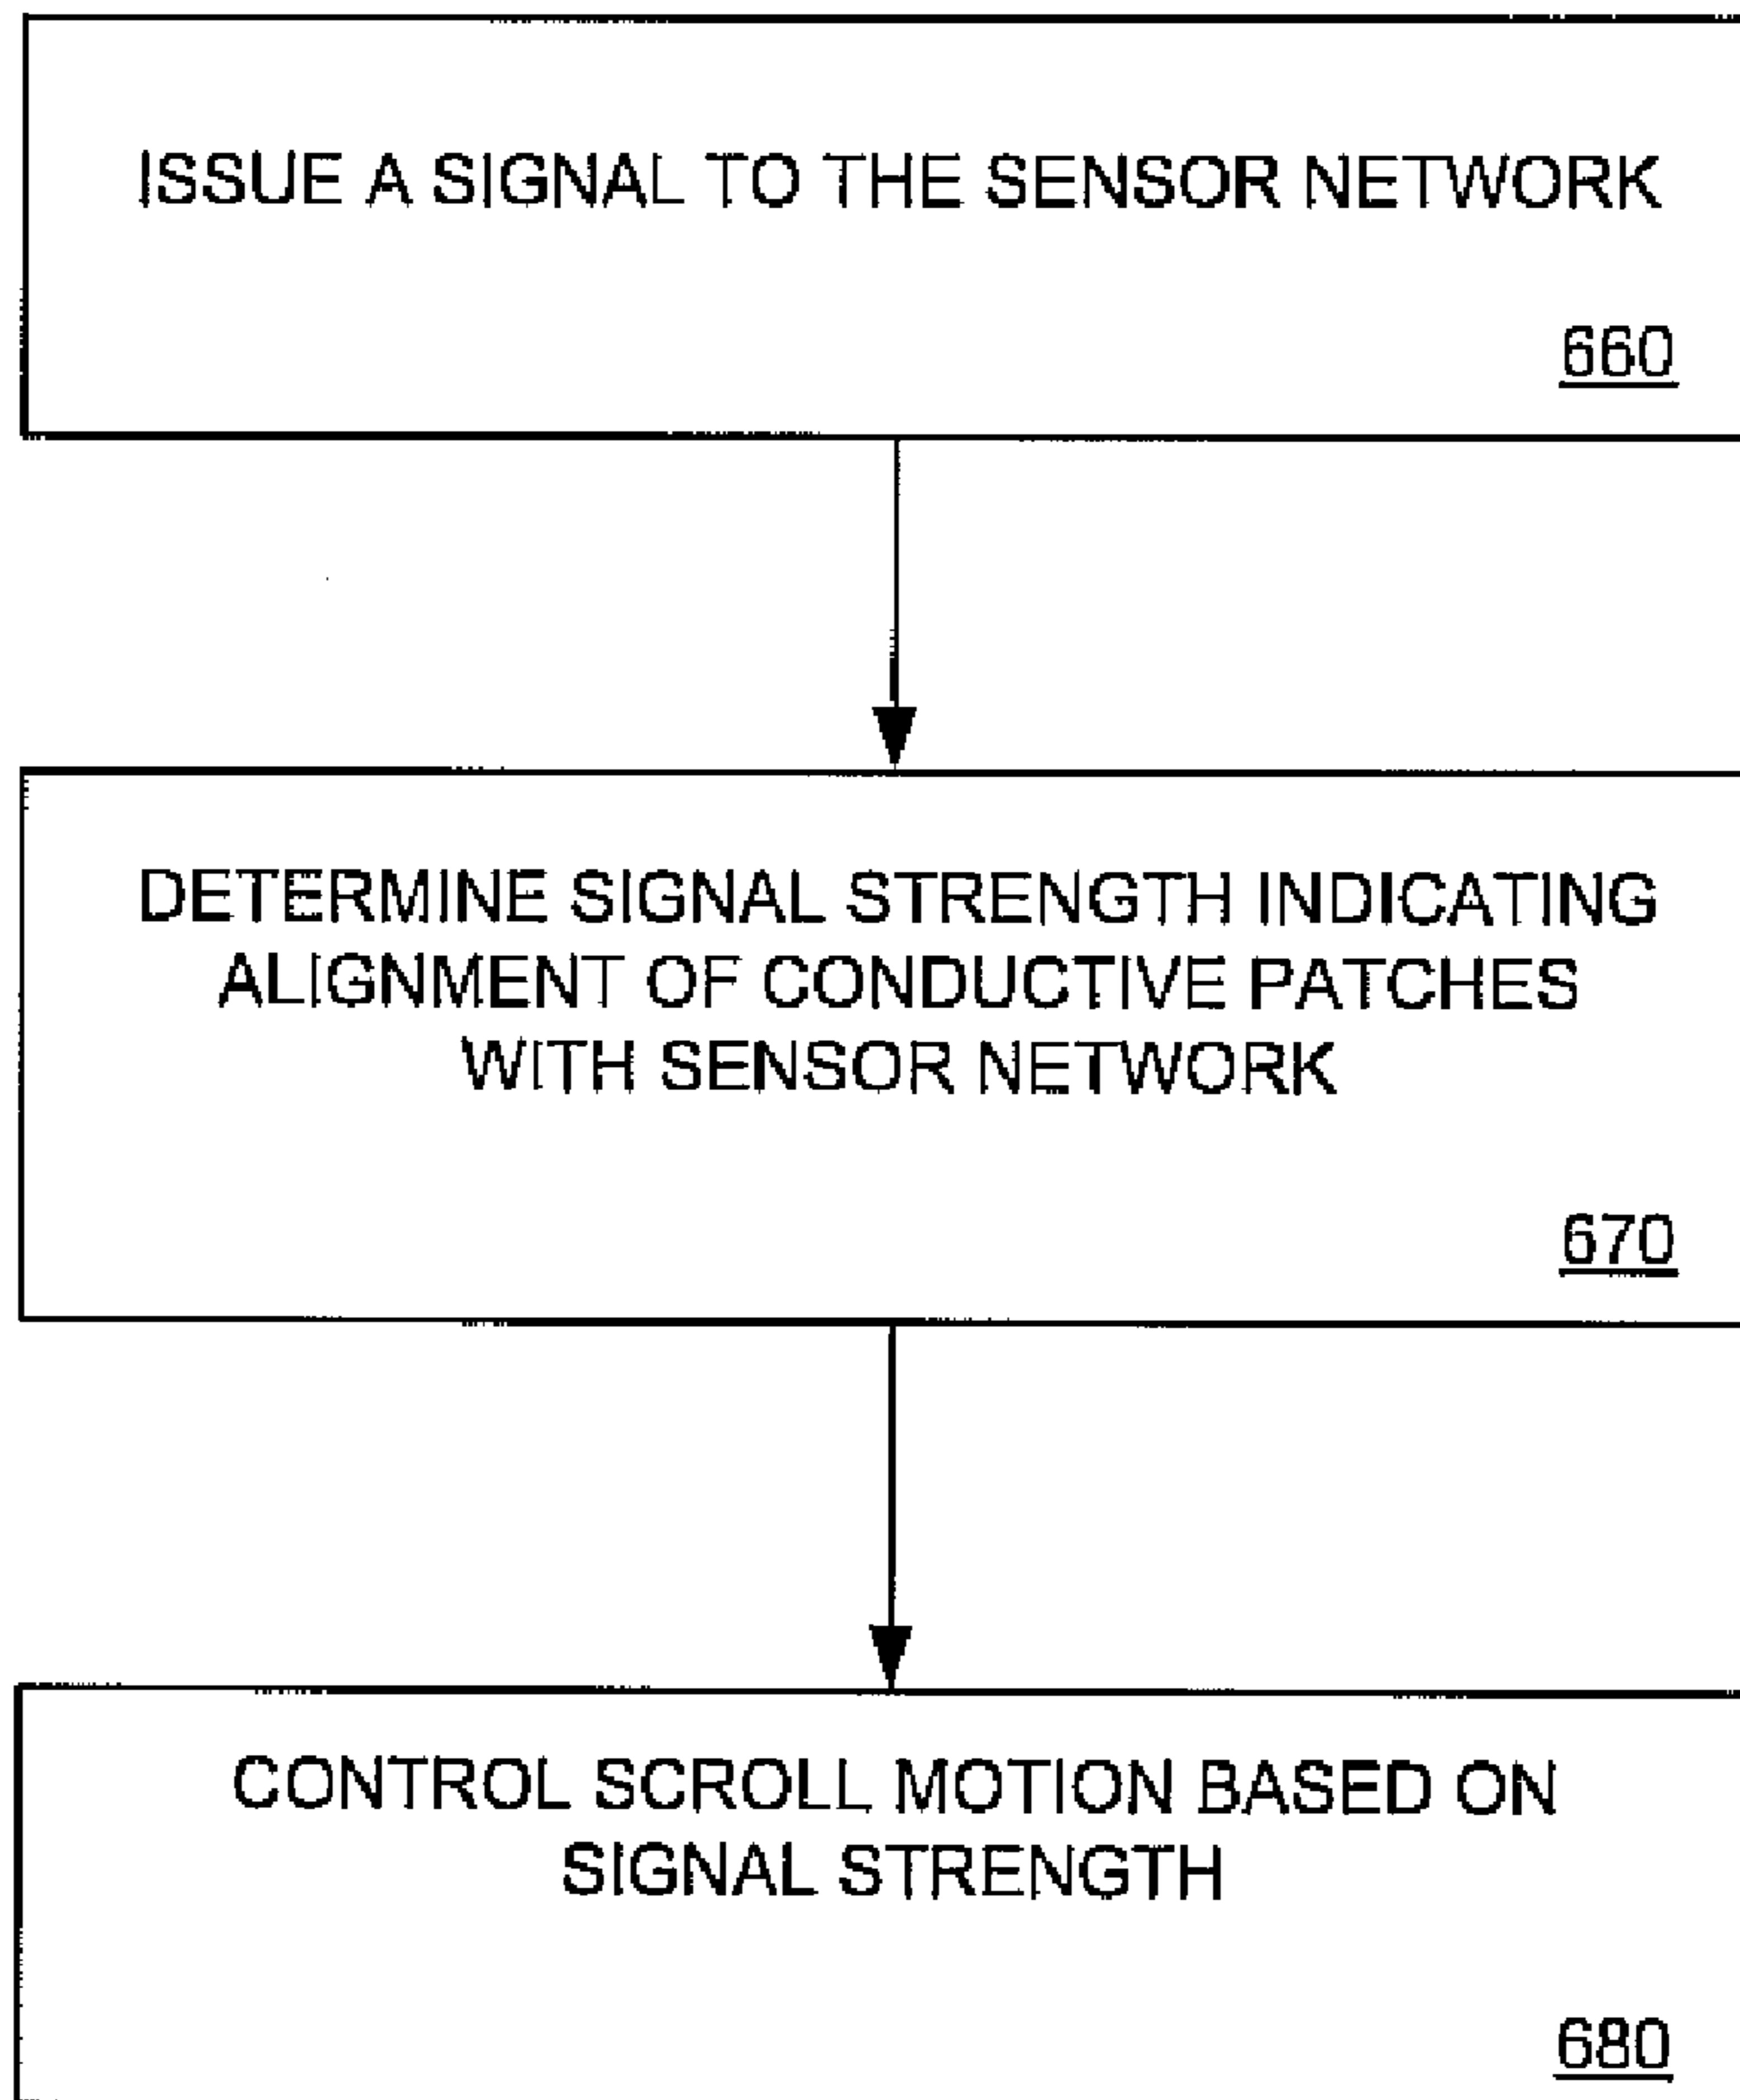 ISSUE A SIGNAL TO THE SENSOR NETWORK
660
DETERMINE SIGNAL STRENGTH INDICATING
ALIGNMENT OF CONDUCTIVE PATCHES
WITH SENSOR NETWORK
670
CONTROL SCROLL MOTION BASED ON
SIGNAL STRENGTH
680